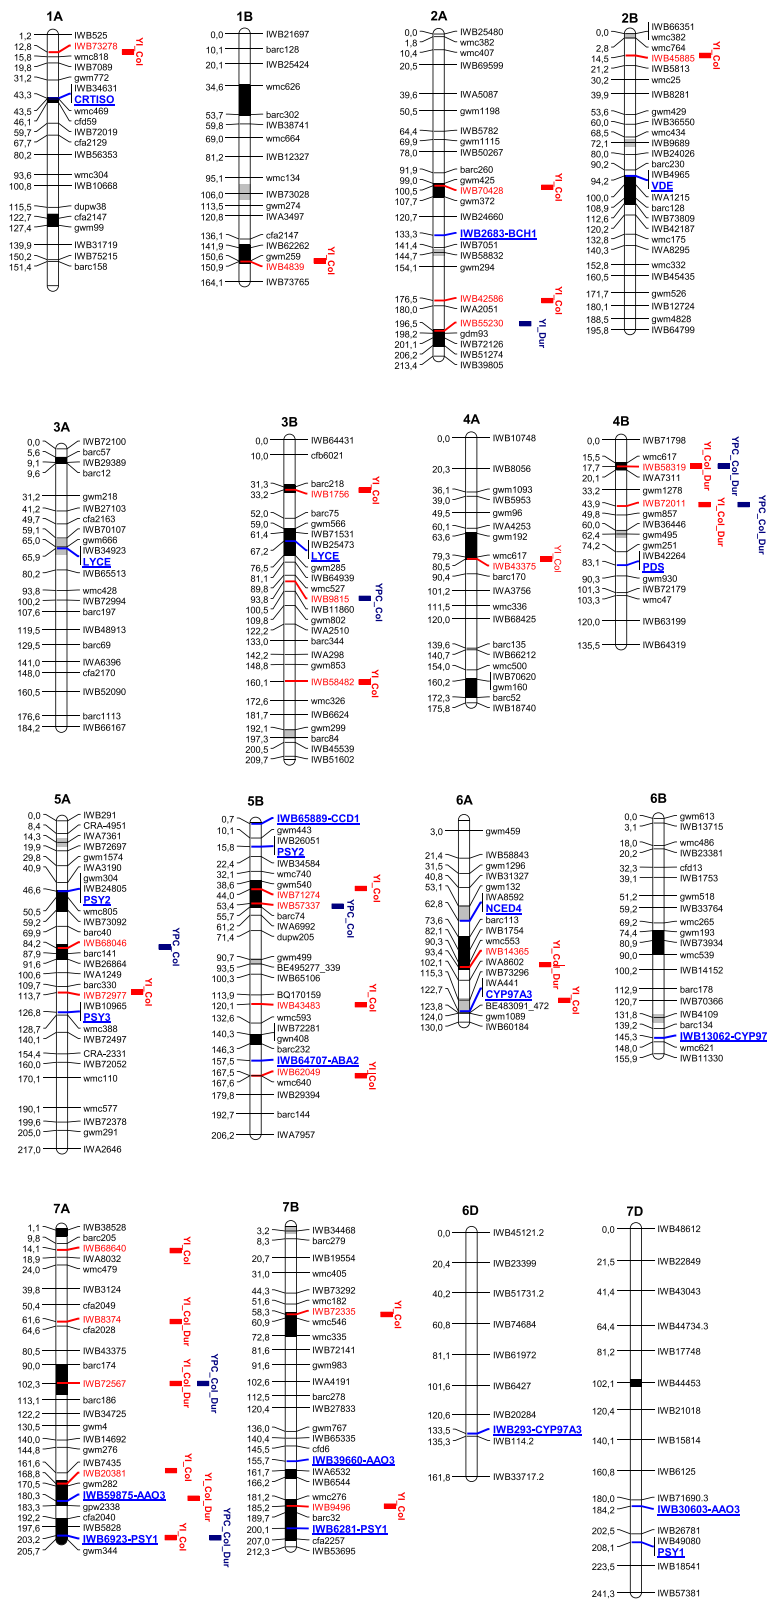 1A
1,2 IWB525
12,8 IWB73278
15,8 wmc818
19,8 IWB7089
31,2 gwm772
IWB34631
43,3 CRTISO
43,5 wmc469
46,1 cfd59
59,7 IWB72019
67,7 cfa2129
80,2 IWB56353
93,6 wmc304
100,8 IWB10668
115,5 dupw38
122,7 cfa2147
127,4 gwm99
139,9 IWB31719
150,2 IWB75215
151,4 barc158
YI_Col
1B
0,0 IWB21697
10,1 barc128
20,1 IWB25424
34,6 wmc626
53,7 barc302
59,8 IWB38741
69,0 wmc664
81,2 IWB12327
95,1 wmc134
106,0 IWB73028
113,5 gwm274
120,8 IWA3497
136,1 cfa2147
141,9 IWB62262
150,6 gwm259
150,9 IWB4839
164,1 IWB73765
YI_Col
2A
0,0 IWB25480
1,8 wmc382
10,4 wmc407
20,5 IWB69599
39,6 IWA5087
50,5 gwm1198
64,4 IWB5782
69,9 gwm1115
78,0 IWB50267
91,9 barc260
99,0 gwm425
100,5 IWB70428
107,7 gwm372
120,7 IWB24660
133,3 IWB2683-BCH1
141,4 IWB7051
144,7 IWB58832
154,1 gwm294
176,5 IWB42586
180,0 IWA2051
196,5 IWB55230
198,2 gdm93
201,1 IWB72126
206,2 IWB51274
213,4 IWB39805
YI_Col
YI_Col
YI_Dur
2B
IWB66351
0,0 wmc382
2,8 wmc764
14,5 IWB45885
21,2 IWB5813
30,2 wmc25
39,9 IWB8281
53,6 gwm429
60,0 IWB36550
68,5 wmc434
72,1 IWB9689
80,0 IWB24026
90,2 barc230
IWB4965
94,2 VDE
100,0 IWA1215
108,9 barc128
112,6 IWB73809
120,2 IWB42187
132,8 wmc175
140,3 IWA8295
152,8 wmc332
160,8 IWB45435
171,7 gwm526
180,1 IWB12724
188,5 gwm4828
195,8 IWB64799
YI_Col
3A
0,0 IWB72100
5,6 barc57
9,1 IWB29389
9,6 barc12
31,2 gwm218
41,2 IWB27103
49,7 cfa2163
59,1 IWB70107
65,0 gwm666
IWB34923
65,9 LYCE
80,2 IWB65513
93,8 wmc428
100,2 IWB72994
107,6 barc197
119,5 IWB48913
129,5 barc69
141,0 IWA6396
148,0 cfa2170
160,5 IWB52090
176,6 barc1113
184,2 IWB66167
3B
0,0 IWB64431
10,0 cfb6021
31,3 barc218
33,2 IWB1756
52,0 barc75
59,0 gwm566
61,4 IWB71531
IWB25473
67,2 LYCE
76,5 gwm285
81,1 IWB64939
89,8 wmc527
93,8 IWB9815
100,5 IWB11860
109,8 gwm802
122,2 IWA2510
133,0 barc344
142,2 IWA298
148,8 gwm853
160,1 IWB58482
172,6 wmc326
181,7 IWB6624
192,1 gwm299
197,3 barc84
200,5 IWB45539
209,7 IWB51602
YI_Col
YPC_Col
YI_Col
4A
0,0 IWB10748
20,3 IWB8056
36,1 gwm1093
39,0 IWB5953
49,5 gwm96
60,1 IWA4253
63,6 gwm192
79,3 wmc617
80,5 IWB43375
90,4 barc170
101,2 IWA3756
111,5 wmc336
120,0 IWB68425
139,6 barc135
140,7 IWB66212
154,0 wmc500
IWB70620
160,2 gwm160
172,3 barc52
175,8 IWB18740
YI_Col
4B
0,0 IWB71798
15,5 wmc617
17,7 IWB58319
20,1 IWA7311
33,2 gwm1278
43,9 IWB72011
49,8 gwm857
60,0 IWB36446
62,4 gwm495
74,2 gwm251
IWB42264
83,1 PDS
90,3 gwm930
101,3 IWB72179
103,3 wmc47
120,0 IWB63199
135,5 IWB64319
YI_Col_Dur
YPC_Col_Dur
YI_Col_Dur
YPC_Col_Dur
5A
0,0 IWB291
8,4 CRA-4951
14,3 IWA7361
19,9 IWB72697
29,8 gwm1574
40,9 IWA3190
gwm304
46,6 IWB24805
PSY2
50,5 wmc805
59,2 IWB73092
69,9 barc40
84,2 IWB68046
87,9 barc141
91,6 IWB26864
100,6 IWA1249
109,7 barc330
113,7 IWB72977
IWB10965
126,8 PSY3
128,7 wmc388
140,1 IWB72497
154,4 CRA-2331
160,0 IWB72052
170,1 wmc110
190,1 wmc577
199,6 IWB72378
205,0 gwm291
217,0 IWA2646
YPC_Col
YI_Col
5B
0,7 IWB65889-CCD1
10,1 gwm443
IWB26051
15,8 PSY2
22,4 IWB34584
32,1 wmc740
38,6 gwm540
44,0 IWB71274
53,4 IWB57337
55,7 barc74
61,2 IWA6992
71,4 dupw205
90,7 gwm499
93,5 BE495277_339
100,3 IWB65106
113,9 BQ170159
120,1 IWB43483
132,6 wmc593
IWB72281
140,3 gwn408
146,3 barc232
157,5 IWB64707-ABA2
167,5 IWB62049
167,6 wmc640
179,8 IWB29394
192,7 barc144
206,2 IWA7957
YI_Col
YPC_Col
YI_Col
YI_Col
6A
3,0 gwm459
21,4 IWB58843
31,5 gwm1296
40,8 IWB31327
53,1 gwm132
IWA8592
62,8 NCED4
73,6 barc113
82,1 IWB1754
90,3 wmc553
93,4 IWB14365
102,1 IWA8602
115,3 IWB73296
IWA441
122,7 CYP97A3
123,8 BE483091_472
124,0 gwm1089
130,0 IWB60184
YI_Col_Dur
YI_Col
6B
0,0 gwm613
3,1 IWB13715
18,0 wmc486
20,2 IWB23381
32,3 cfd13
39,1 IWB1753
51,2 gwm518
59,2 IWB33764
69,2 wmc265
74,4 gwm193
80,9 IWB73934
90,0 wmc539
100,2 IWB14152
112,9 barc178
120,7 IWB70366
131,8 IWB4109
139,2 barc134
145,3 IWB13062-CYP97
148,0 wmc621
155,9 IWB11330
7A
1,1 IWB38528
9,8 barc205
14,1 IWB68640
18,9 IWA8032
24,0 wmc479
39,8 IWB3124
50,4 cfa2049
61,6 IWB8374
64,6 cfa2028
80,5 IWB43375
90,0 barc174
102,3 IWB72567
113,1 barc186
122,2 IWB34725
130,5 gwm4
140,0 IWB14692
144,8 gwm276
161,6 IWB7435
168,8 IWB20381
170,5 gwm282
180,3 IWB59875-AAO3
183,3 gpw2338
192,2 cfa2040
197,6 IWB5828
203,2 IWB6923-PSY1
205,7 gwm344
YI_Col
YI_Col_Dur
YI_Col_Dur
YPC_Col_Dur
YI_Col
YI_Col_Dur
YI_Col
YPC_Col_Dur
7B
3,2 IWB34468
8,3 barc279
20,7 IWB19554
31,0 wmc405
44,3 IWB73292
51,6 wmc182
58,3 IWB72335
60,9 wmc546
72,8 wmc335
81,6 IWB72141
91,6 gwm983
102,6 IWA4191
112,5 barc278
120,4 IWB27833
136,0 gwm767
140,4 IWB65335
145,5 cfd6
155,7 IWB39660-AAO3
161,7 IWA6532
166,2 IWB6544
181,2 wmc276
185,2 IWB9496
189,7 barc32
200,1 IWB6281-PSY1
207,0 cfa2257
212,3 IWB53695
YI_Col
YI_Col
6D
0,0 IWB45121.2
20,4 IWB23399
40,2 IWB51731.2
60,8 IWB74684
81,1 IWB61972
101,6 IWB6427
120,6 IWB20284
133,5 IWB293-CYP97A3
135,3 IWB114.2
161,8 IWB33717.2
7D
0,0 IWB48612
21,5 IWB22849
41,4 IWB43043
64,4 IWB44734.3
81,2 IWB17748
102,1 IWB44453
120,4 IWB21018
140,1 IWB15814
160,8 IWB6125
180,0 IWB71690.3
184,2 IWB30603-AAO3
202,5 IWB26781
IWB49080
208,1 PSY1
223,5 IWB18541
241,3 IWB57381